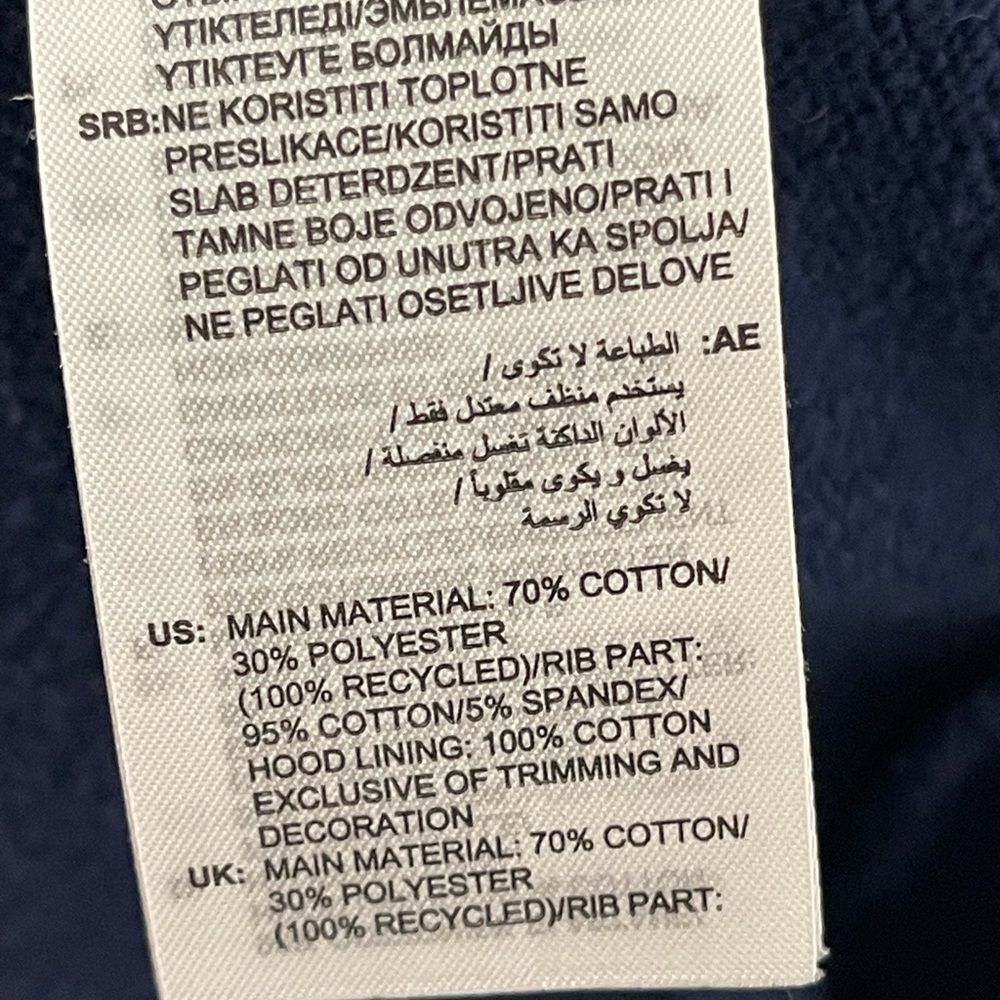 ҮТІКТЕЛЕДІ/ЭМБЛЕМА
ҮТІКТЕУГЕ БОЛМАЙДЫ
SRB: NE KORISTITI TOPLOTNE
PRESLIKACE/KORISTITI SAMO
SLAB DETERDZENT/PRATI
TAMNE BOJE ODVOJENO/PRATI I
PEGLATI OD UNUTRA KA SPOLJA/
NE PEGLATI OSETLJIVE DELOVE
AE: الطباعة لا تكوى /
يستخدم منظف معتدل فقط /
الألوان الداكنة تغسل منفصلة /
يغسل و يكوى مقلوباً /
لا تكوي الرسمة
US: MAIN MATERIAL: 70% COTTON/
30% POLYESTER
(100% RECYCLED)/RIB PART:
95% COTTON/5% SPANDEX/
HOOD LINING: 100% COTTON
EXCLUSIVE OF TRIMMING AND
DECORATION
UK: MAIN MATERIAL: 70% COTTON/
30% POLYESTER
(100% RECYCLED)/RIB PART: